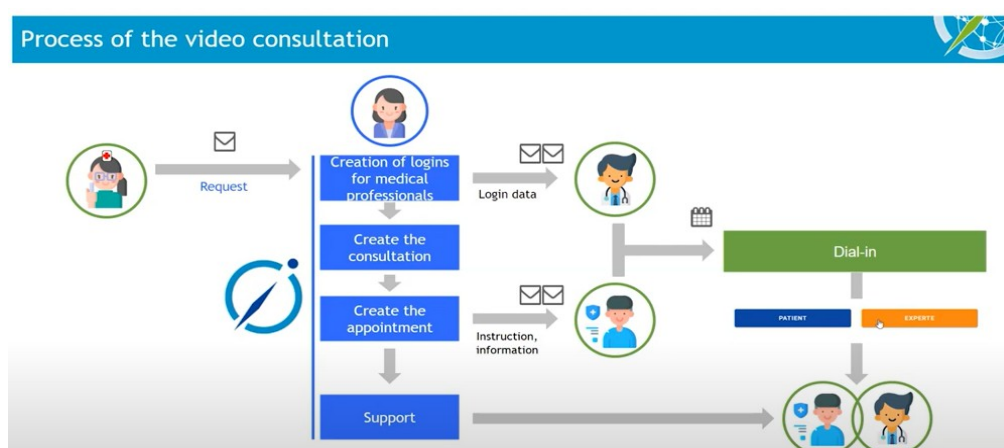 Process of the video consultation
Request
Creation of logins
for medical
professionals
Login data
Create the
consultation
Dial-in
Create the
appointment
Instruction,
information
PATIENT
EXPERTE
Support